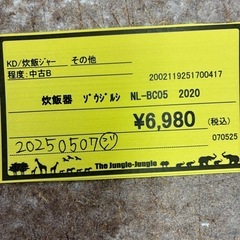 KD/炊飯ジャー　その他
程度:中古B
2002119251700417
炊飯器　ゾウジルシ　NL-BC05　2020
¥6,980 (税込)
20250507
070525
The Jungle-Jungle